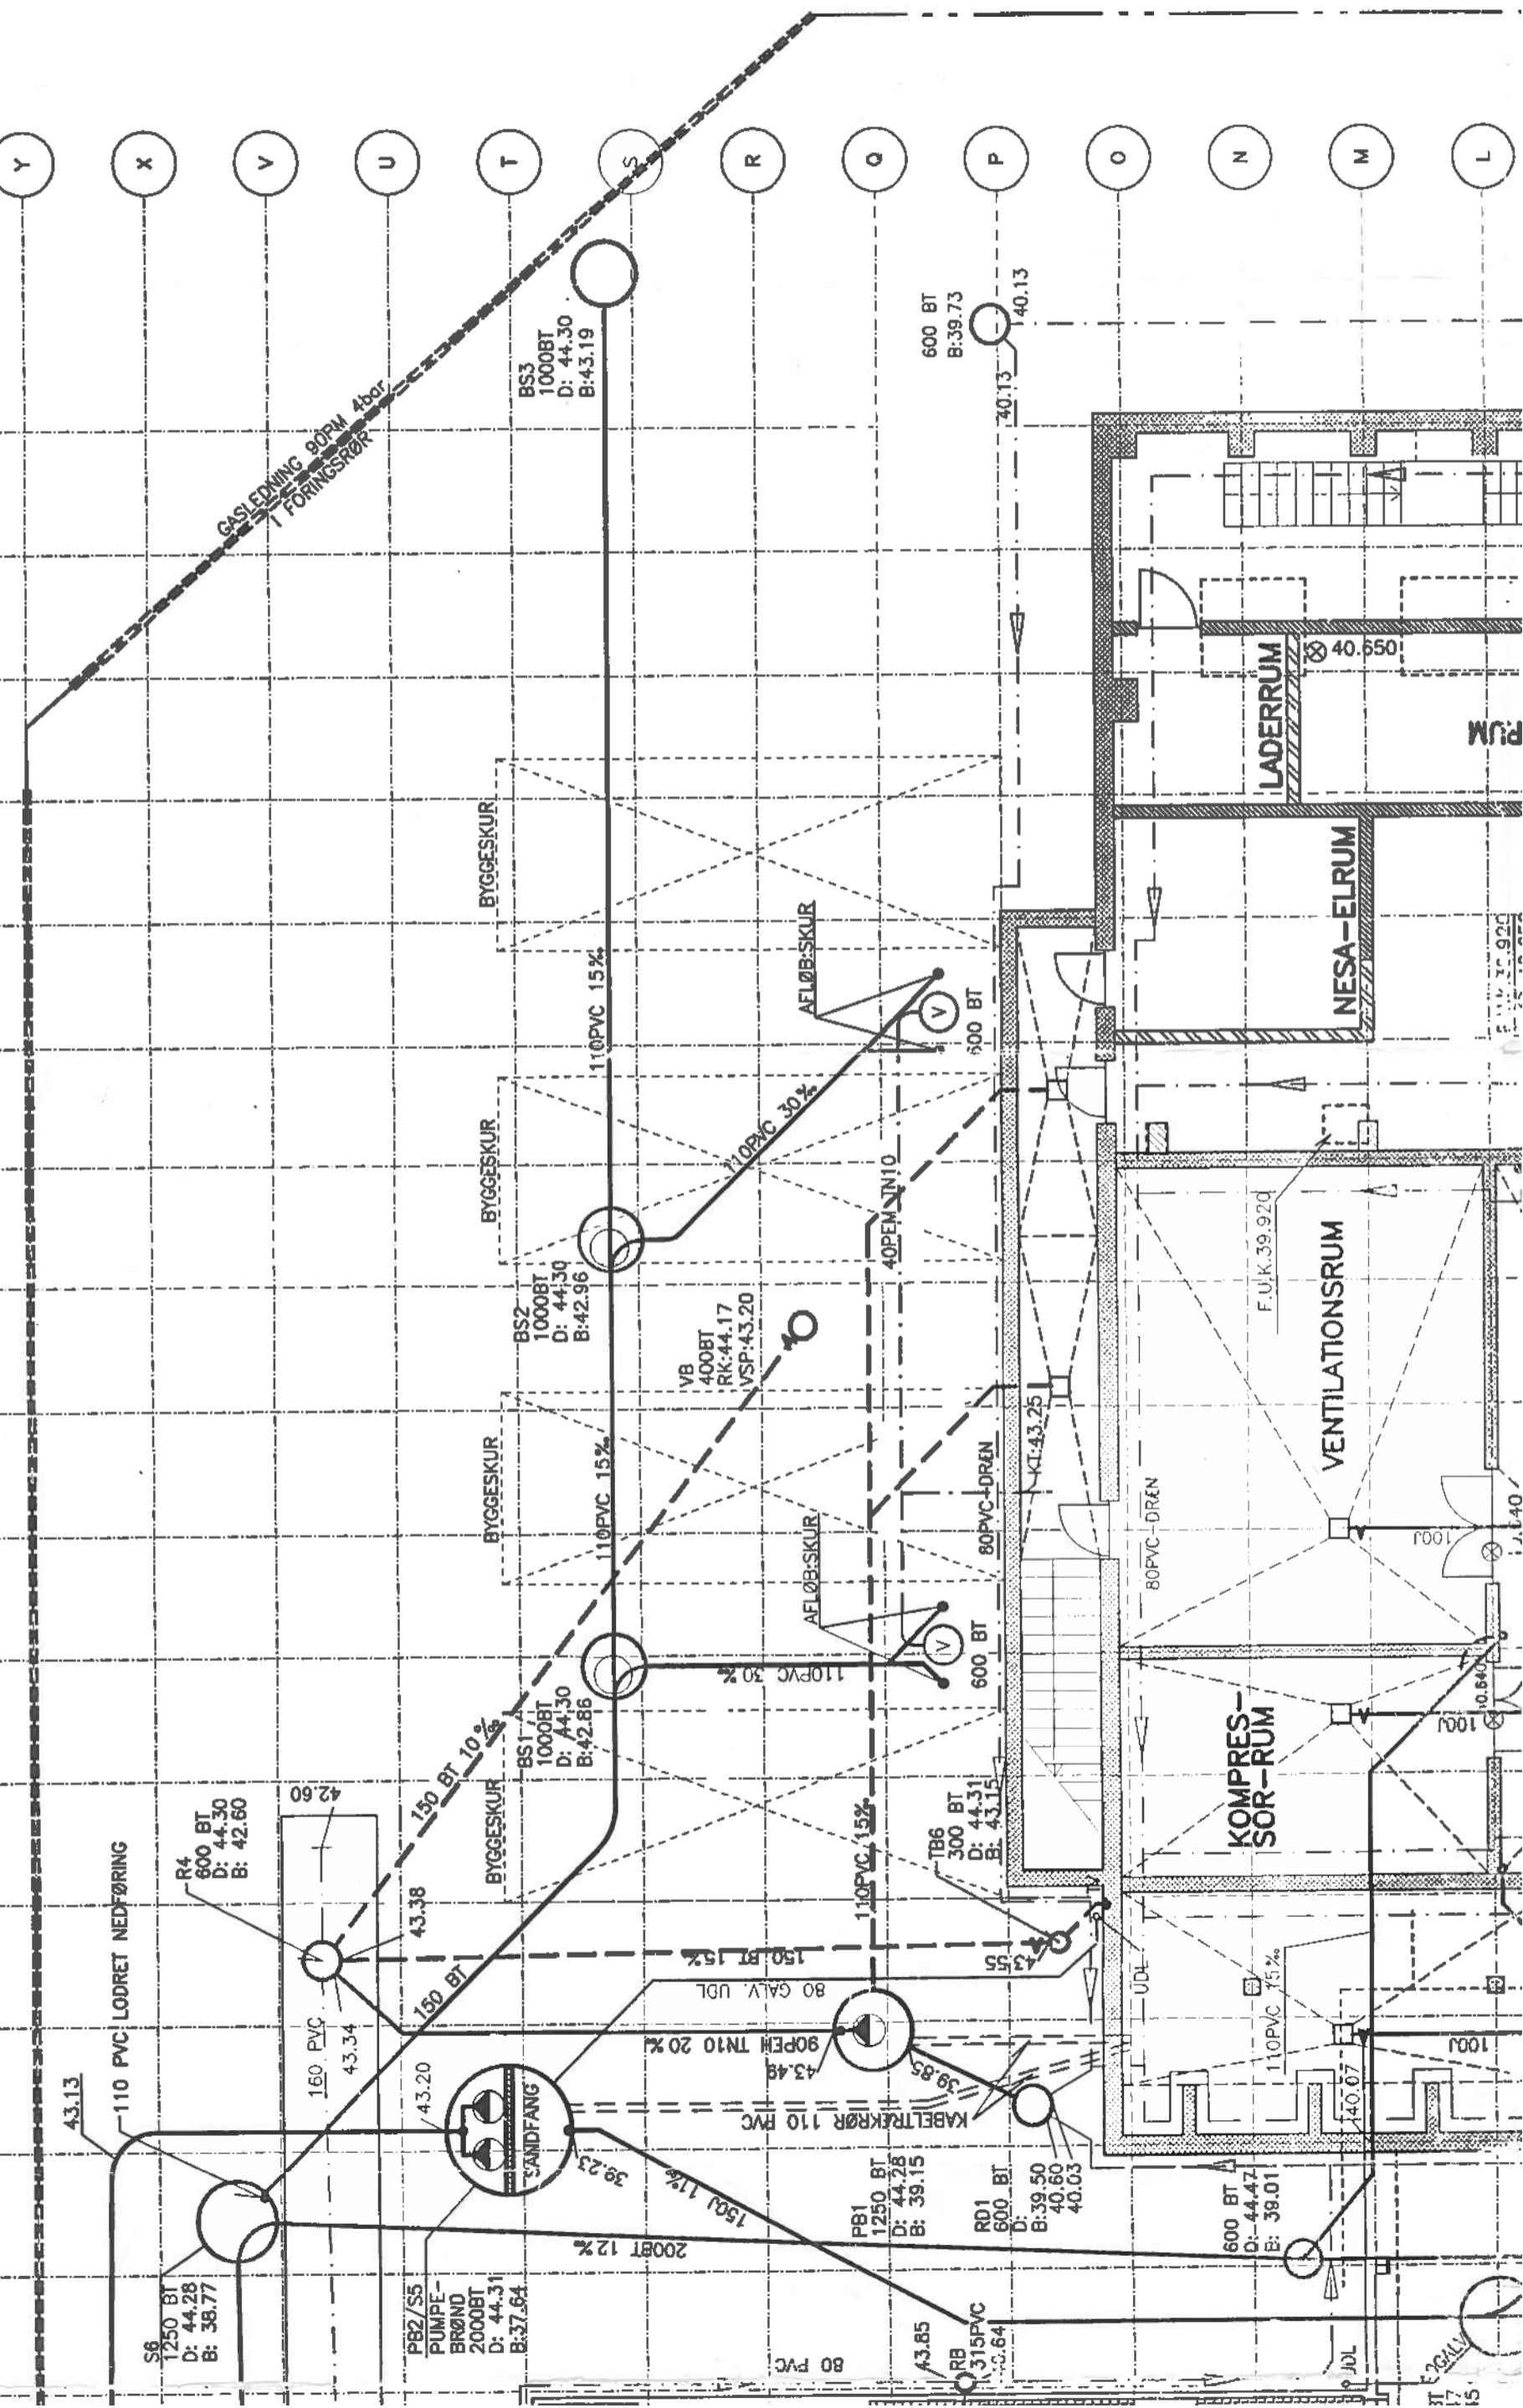 Y
X
V
U
T
S
R
Q
P
O
N
M
L
GASLEDNING 90PM 4bar
I FORINGSRØR
BS3
1000BT
D: 44.30
B:43.19
600 BT
B:39.73
40.13
40.13
LADERRUM
40.650
RUM
BYGGESKUR
110PVC 15‰
AFLØB:SKUR
V
600 BT
NESA-ELRUM
BYGGESKUR
110PVC 30‰
40PEM TN10
BS2
1000BT
D: 44.30
B:42.96
VB
400BT
RK:44.17
VSP:43.20
F.U.K.39.920
VENTILATIONSRUM
BYGGESKUR
110PVC 15‰
80PVC-DRÆN
KT:43.25
80PVC-DRÆN
100J
AFLØB:SKUR
V
600 BT
110PVC 30‰
BS1
1000BT
D: 44.30
B:42.86
BYGGESKUR
150 BT 10‰
KOMPRES-
SOR-RUM
100J
42.60
R4
600 BT
D: 44.30
B: 42.60
43.38
110PVC 15‰
TB6
300 BT
D: 44.31
B: 43.15
110 PVC LODRET NEDFØRING
150 BT
150 BT 15‰
43.55
80 GALV. UDL
UDL
110PVC 15‰
160 PVC
43.34
90PEM TN10 20‰
43.49
39.85
100J
43.13
43.20
SANDFANG
39.23
KABELTRÆKRØR 110 PVC
40.07
150J 11‰
PB1
1250 BT
D: 44.28
B: 39.15
RD1
600 BT
D:
B:39.50
40.60
40.03
600 BT
D: 44.47
B: 39.01
200BT 12‰
S6
1250 BT
D: 44.28
B: 38.77
PB2/S5
PUMPE-
BRØND
2000BT
D: 44.31
B:37.64
80 PVC
43.85
RB
315PVC